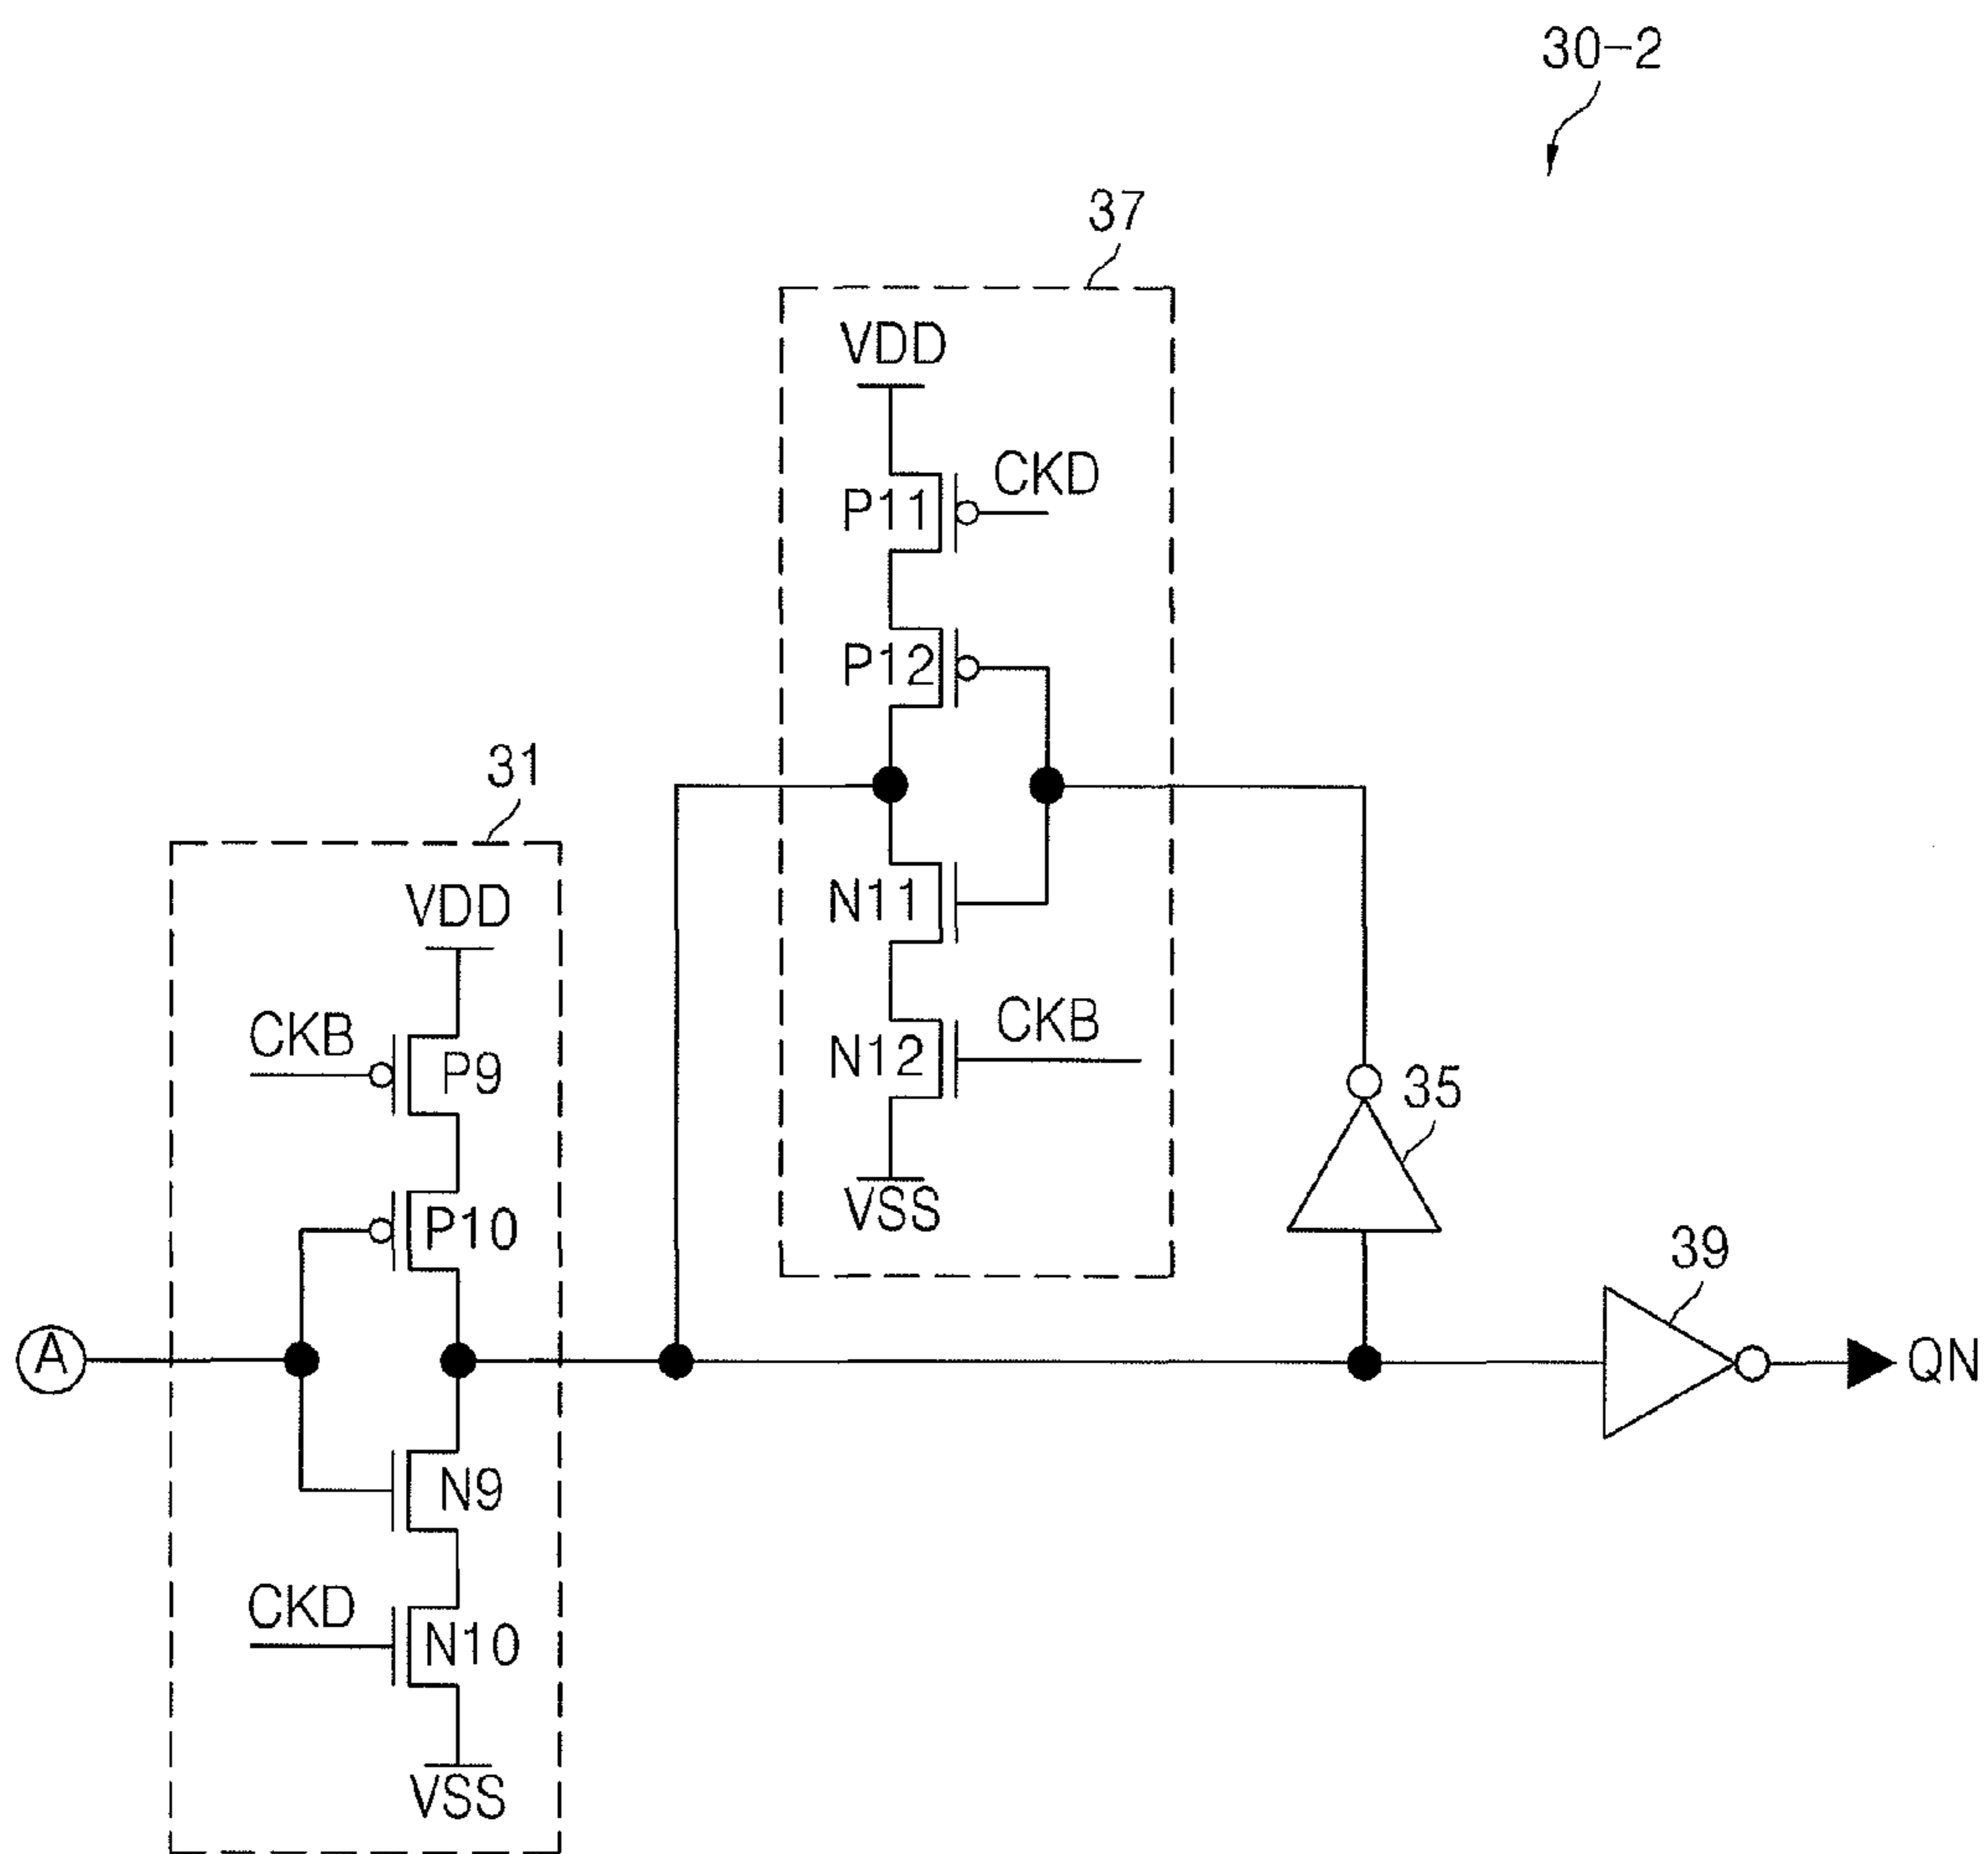 30-2
37
VDD
CKD
P11
P12
31
N11
VDD
CKB
N12
CKB
P9
35
VSS
P10
39
A
QN
N9
CKD
N10
VSS